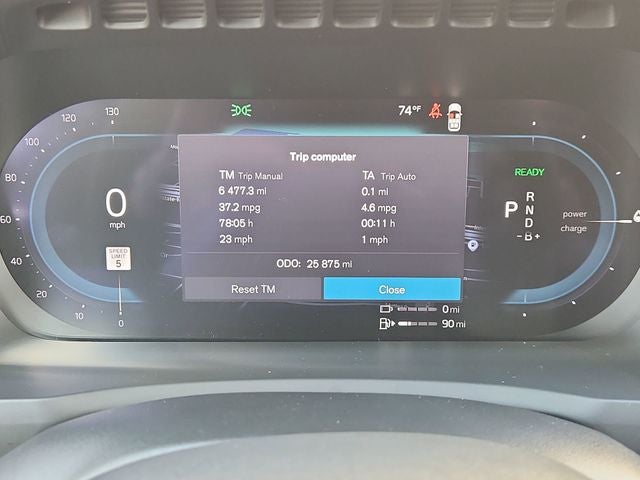 74°F
130
120
100
80
60
40
20
10
0
0
mph
SPEED
LIMIT
5
Trip computer
TM Trip Manual
TA Trip Auto
6 477.3 mi
0.1 mi
37.2 mpg
4.6 mpg
78:05 h
00:11 h
23 mph
1 mph
ODO: 25 875 mi
Reset TM
Close
READY
P
R
N
D
-B+
power
charge
0 mi
90 mi